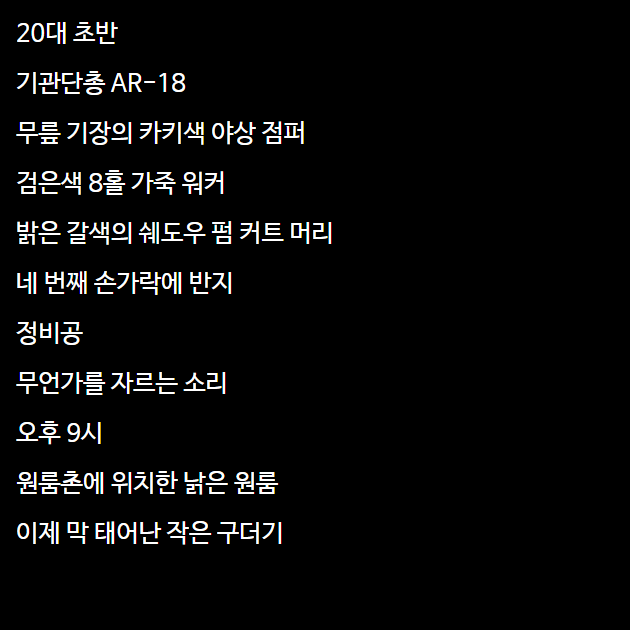 20대 초반
기관단총 AR-18
무릎 기장의 카키색 야상 점퍼
검은색 8홀 가죽 워커
밝은 갈색의 쉐도우 펌 커트 머리
네 번째 손가락에 반지
정비공
무언가를 자르는 소리
오후 9시
원룸촌에 위치한 낡은 원룸
이제 막 태어난 작은 구더기